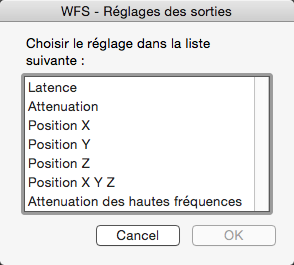 WFS - Réglages des sorties
Choisir le réglage dans la liste
suivante :
Latence
Attenuation
Position X
Position Y
Position Z
Position X Y Z
Attenuation des hautes fréquences
Cancel
OK